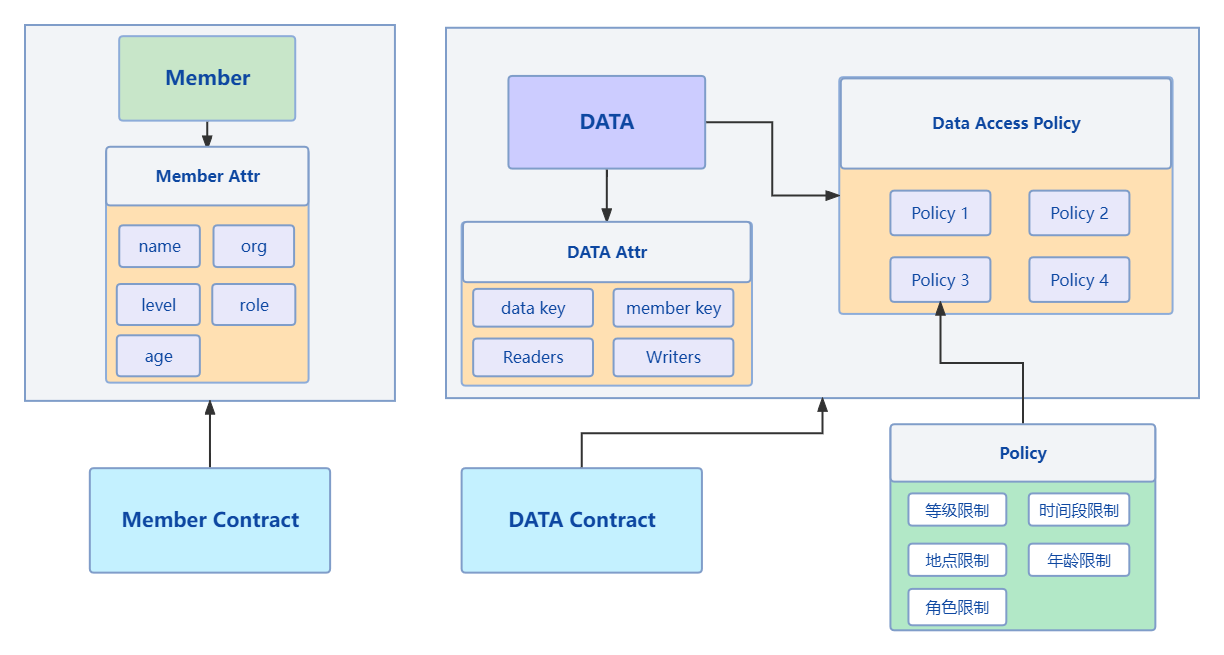 Member
Member Attr
name
org
level
role
age
Member Contract
DATA
Data Access Policy
Policy 1
Policy 2
Policy 3
Policy 4
DATA Attr
data key
member key
Readers
Writers
DATA Contract
Policy
等级限制
时间段限制
地点限制
年龄限制
角色限制